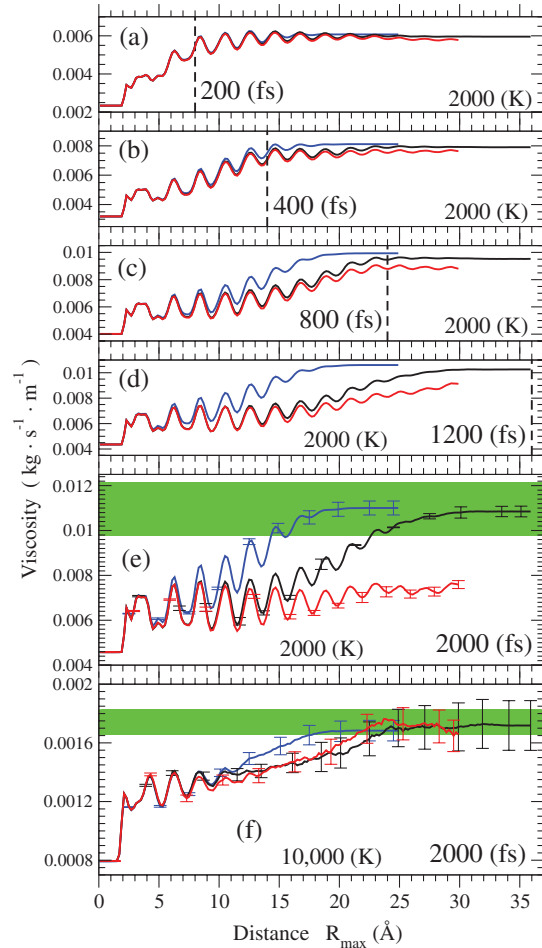 (a)
0.006
0.004
0.002
200 (fs)
2000 (K)
(b)
0.008
0.006
0.004
400 (fs)
2000 (K)
(c)
0.01
0.008
0.006
0.004
800 (fs)
2000 (K)
(d)
0.01
0.008
0.006
0.004
2000 (K)
1200 (fs)
Viscosity ( kg · s⁻¹ · m⁻¹ )
0.012
0.01
0.008
0.006
0.004
(e)
2000 (K)
2000 (fs)
0.002
0.0016
0.0012
0.0008
(f)
10,000 (K)
2000 (fs)
0 5 10 15 20 25 30 35
Distance R_max (Å)